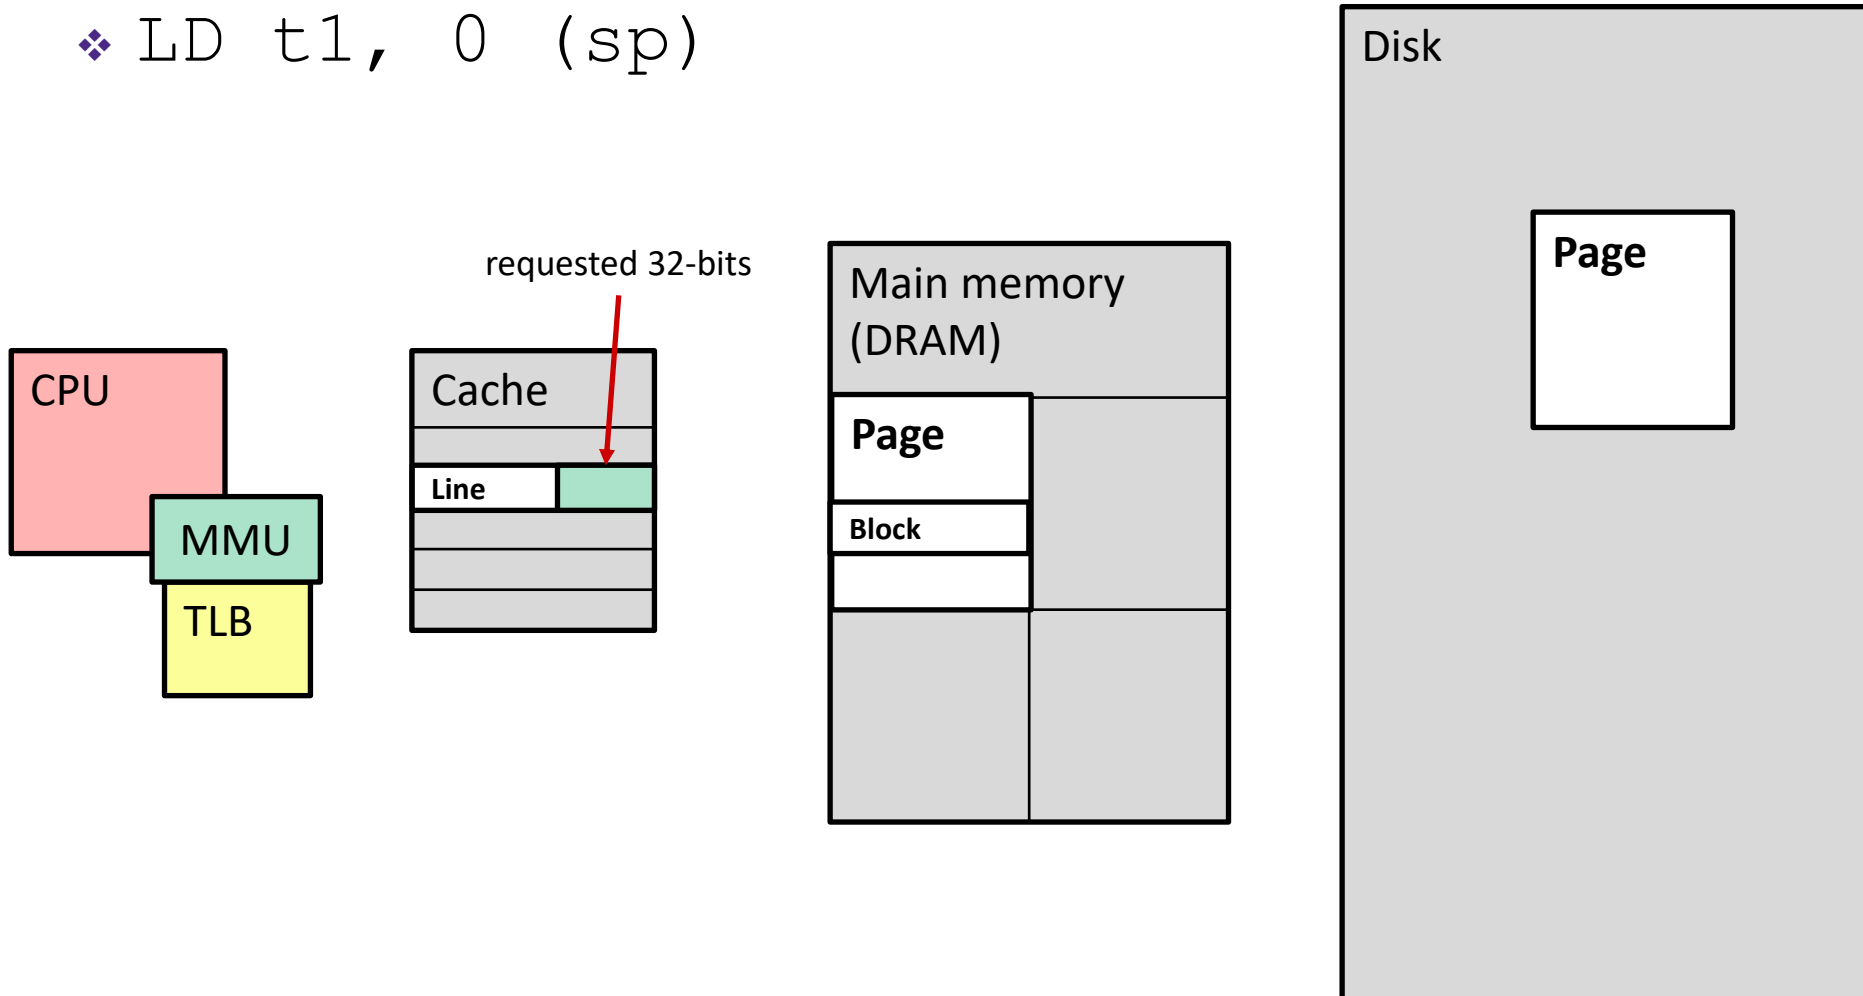 ❖ LD t1, 0 (sp)
Disk
Page
requested 32-bits
Main memory
(DRAM)
CPU
Cache
Page
Line
Block
MMU
TLB